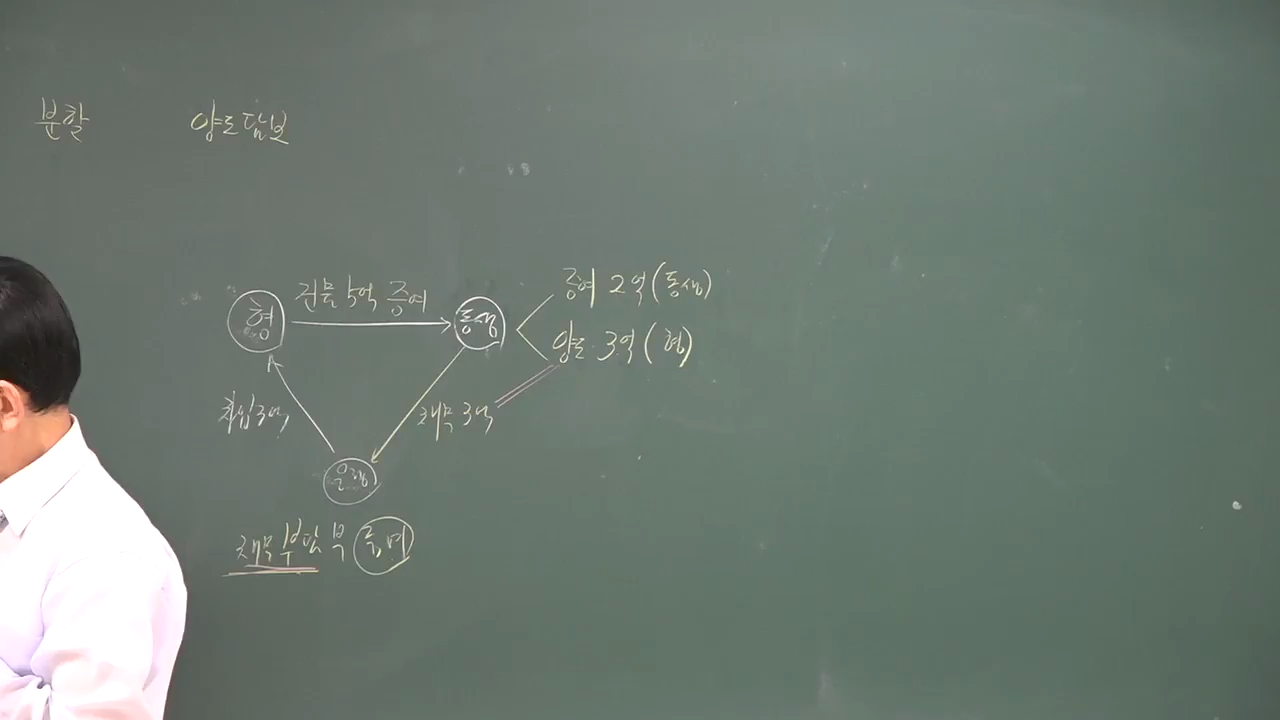 분할 양도담보
증여 2억(동생)
형 건물 5억 증여 동생
양도 3억(형)
차입 3억 채무 3억
은행
채무 부담 부 증여